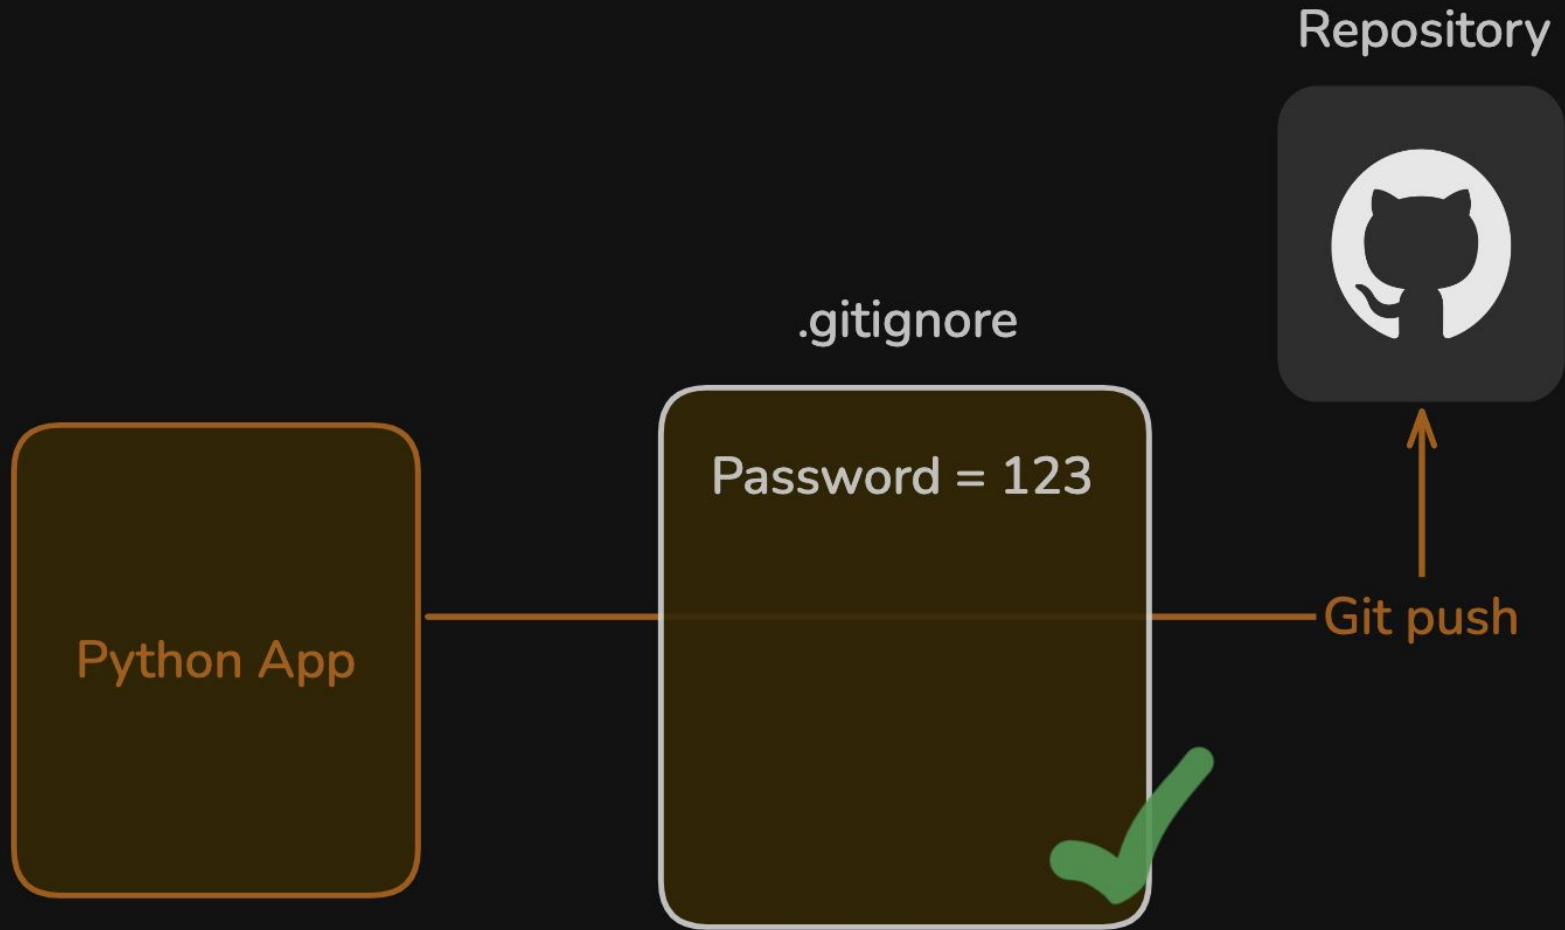 Repository
.gitignore
Password = 123
Python App
Git push